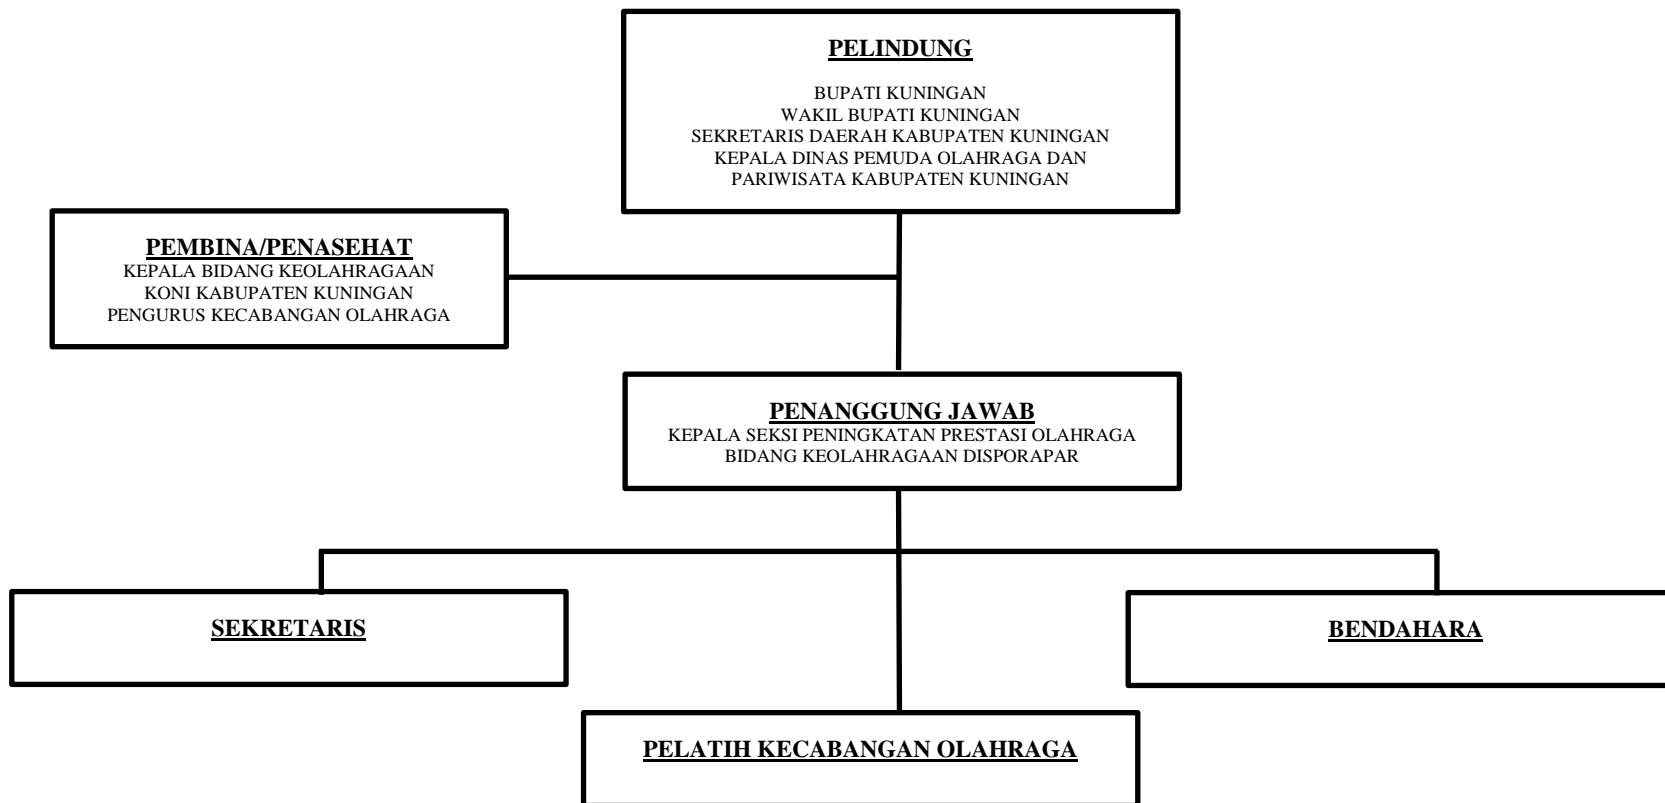 PELINDUNG
BUPATI KUNINGAN
WAKIL BUPATI KUNINGAN
SEKRETARIS DAERAH KABUPATEN KUNINGAN
KEPALA DINAS PEMUDA OLAHRAGA DAN
PARIWISATA KABUPATEN KUNINGAN
PEMBINA/PENASEHAT
KEPALA BIDANG KEOLAHRAGAAN
KONI KABUPATEN KUNINGAN
PENGURUS KECABANGAN OLAHRAGA
PENANGGUNG JAWAB
KEPALA SEKSI PENINGKATAN PRESTASI OLAHRAGA
BIDANG KEOLAHRAGAAN DISPORAPAR
SEKRETARIS
BENDAHARA
PELATIH KECABANGAN OLAHRAGA